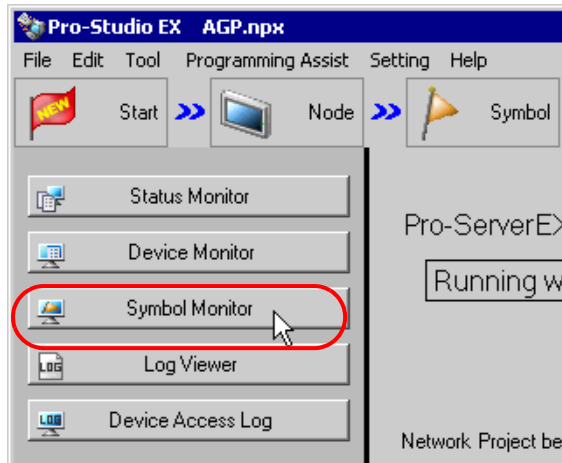 Pro-Studio EX AGP.npx
File Edit Tool Programming Assist Setting Help
NEW Start Node Symbol
Status Monitor
Pro-ServerEX
Device Monitor
Running w
Symbol Monitor
LOG Log Viewer
LOG Device Access Log
Network Project be